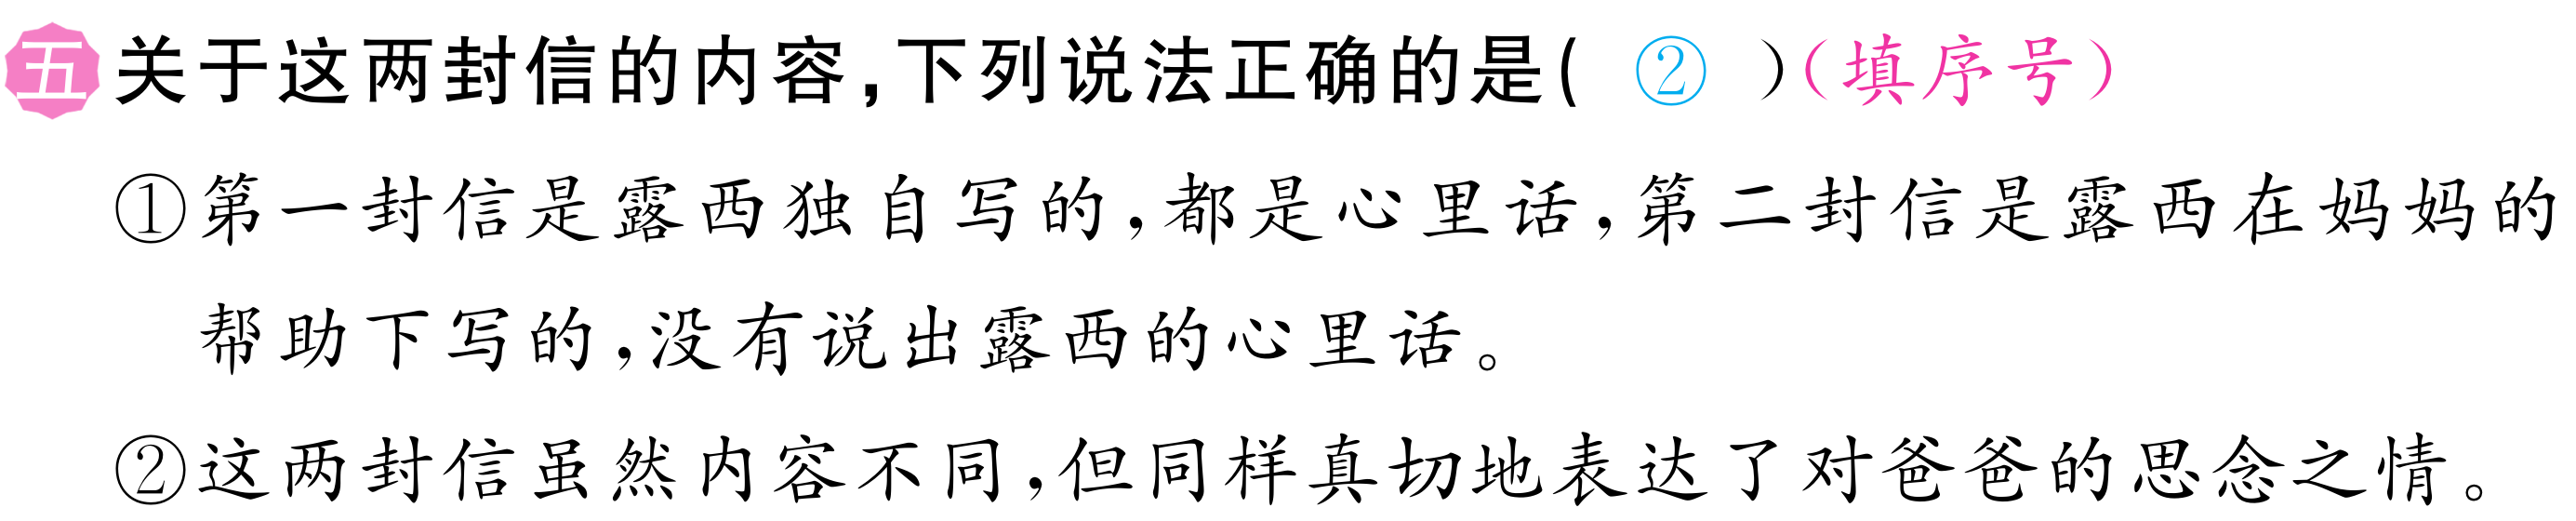 五 关于这两封信的内容,下列说法正确的是( ② )(填序号)
①第一封信是露西独自写的,都是心里话,第二封信是露西在妈妈的
帮助下写的,没有说出露西的心里话。
②这两封信虽然内容不同,但同样真切地表达了对爸爸的思念之情。